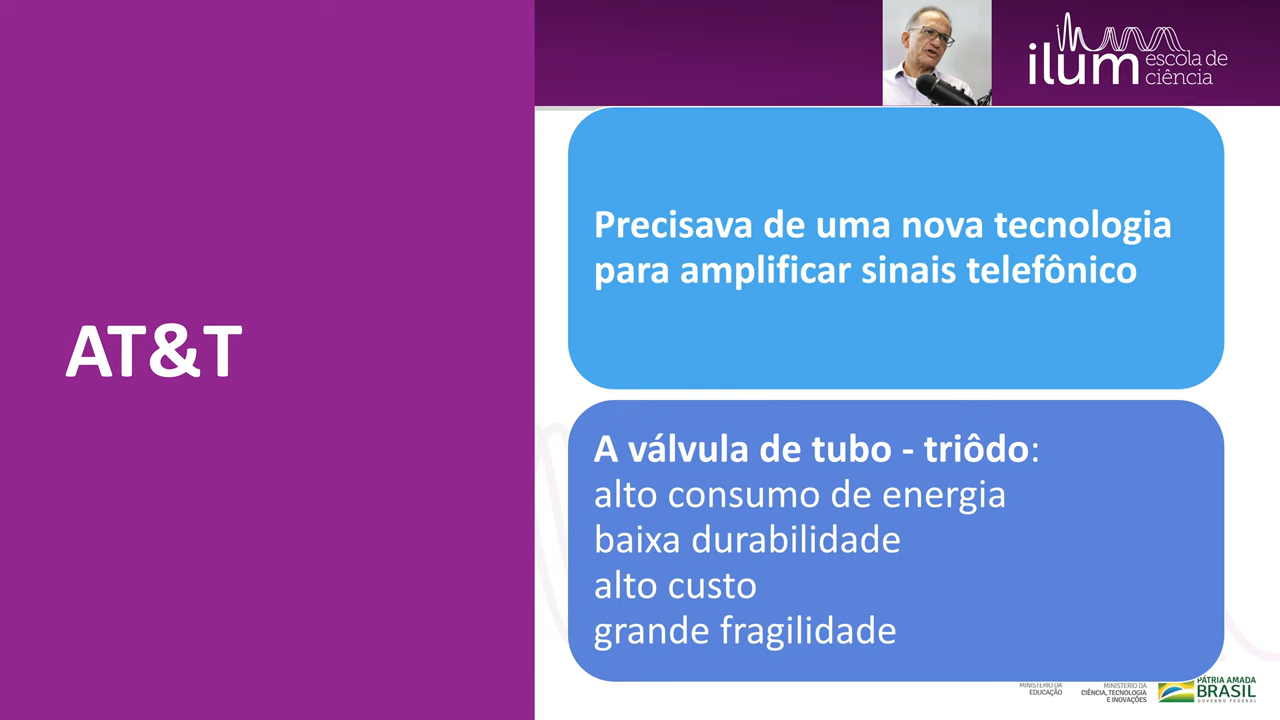 ilum escola de
ciência
AT&T
Precisava de uma nova tecnologia
para amplificar sinais telefônico
A válvula de tubo - triôdo:
alto consumo de energia
baixa durabilidade
alto custo
grande fragilidade
MINISTÉRIO DA
EDUCAÇÃO
MINISTÉRIO DA
CIÊNCIA, TECNOLOGIA
E INOVAÇÕES
PÁTRIA AMADA
BRASIL
GOVERNO FEDERAL